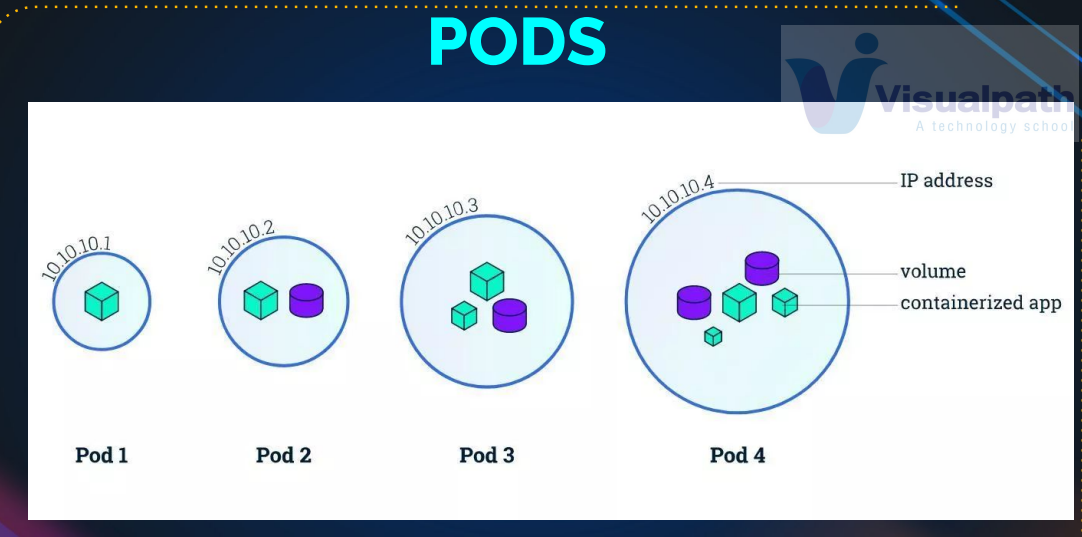 PODS
Visualpath
A technology school
10.10.10.1
10.10.10.2
10.10.10.3
10.10.10.4
IP address
volume
containerized app
Pod 1
Pod 2
Pod 3
Pod 4